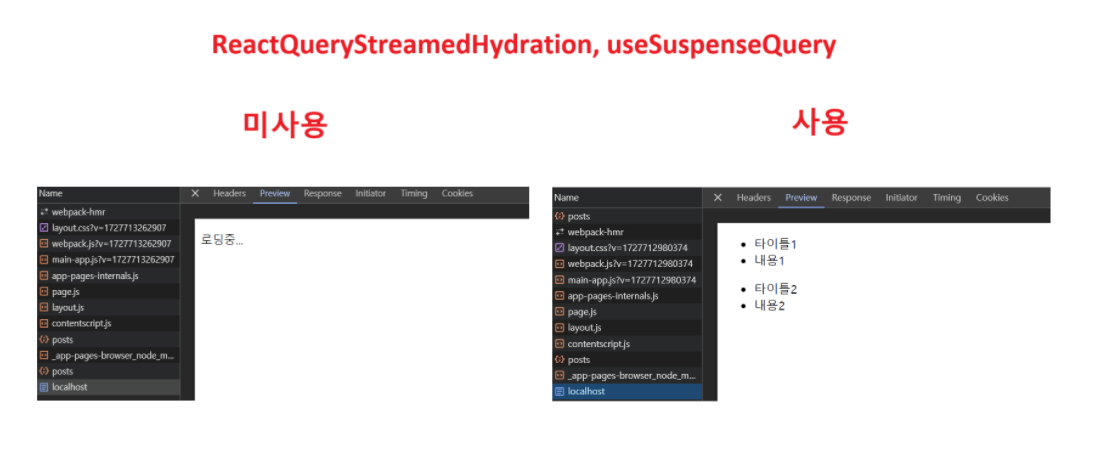 ReactQueryStreamedHydration, useSuspenseQuery
미사용
사용
Name
Headers Preview Response Initiator Timing Cookies
webpack-hmr
layout.css?v=1727713262907
webpack.js?v=1727713262907
main-app.js?v=1727713262907
app-pages-internals.js
page.js
layout.js
contentscript.js
posts
_app-pages-browser_node_m...
posts
localhost
로딩중...
Name
Headers Preview Response Initiator Timing Cookies
posts
webpack-hmr
layout.css?v=1727712980374
webpack.js?v=1727712980374
main-app.js?v=1727712980374
app-pages-internals.js
page.js
layout.js
contentscript.js
posts
_app-pages-browser_node_m...
localhost
타이틀1
내용1
타이틀2
내용2